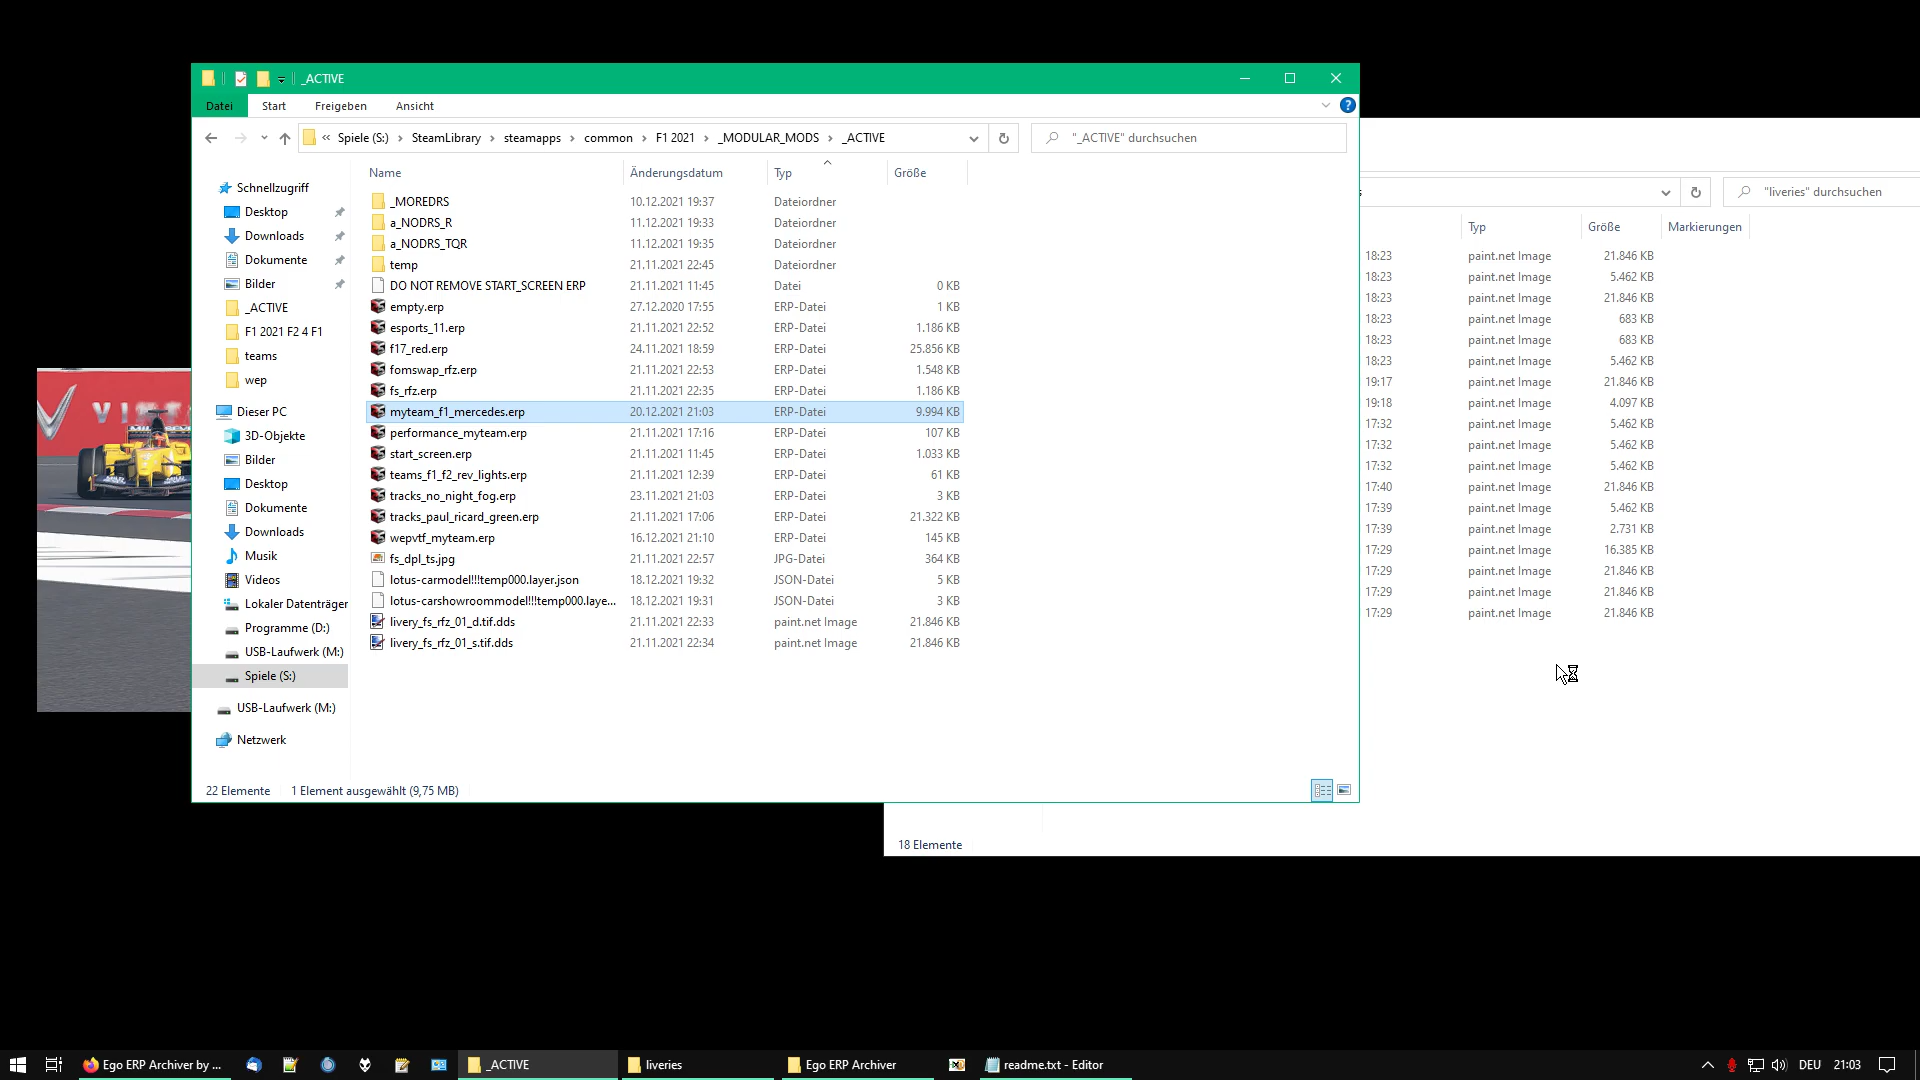 _ACTIVE
Datei Start Freigeben Ansicht
« Spiele (S:) › SteamLibrary › steamapps › common › F1 2021 › _MODULAR_MODS › _ACTIVE
"_ACTIVE" durchsuchen
Name Änderungsdatum Typ Größe
_MOREDRS 10.12.2021 19:37 Dateiordner
a_NODRS_R 11.12.2021 19:33 Dateiordner
a_NODRS_TQR 11.12.2021 19:35 Dateiordner
temp 21.11.2021 22:45 Dateiordner
DO NOT REMOVE START_SCREEN ERP 21.11.2021 11:45 Datei 0 KB
empty.erp 27.12.2020 17:55 ERP-Datei 1 KB
esports_11.erp 21.11.2021 22:52 ERP-Datei 1.186 KB
f17_red.erp 24.11.2021 18:59 ERP-Datei 25.856 KB
fomswap_rfz.erp 21.11.2021 22:53 ERP-Datei 1.548 KB
fs_rfz.erp 21.11.2021 22:35 ERP-Datei 1.186 KB
myteam_f1_mercedes.erp 20.12.2021 21:03 ERP-Datei 9.994 KB
performance_myteam.erp 21.11.2021 17:16 ERP-Datei 107 KB
start_screen.erp 21.11.2021 11:45 ERP-Datei 1.033 KB
teams_f1_f2_rev_lights.erp 21.11.2021 12:39 ERP-Datei 61 KB
tracks_no_night_fog.erp 23.11.2021 21:03 ERP-Datei 3 KB
tracks_paul_ricard_green.erp 21.11.2021 17:06 ERP-Datei 21.322 KB
wepvtf_myteam.erp 16.12.2021 21:10 ERP-Datei 145 KB
fs_dpl_ts.jpg 21.11.2021 22:57 JPG-Datei 364 KB
lotus-carmodel!!!temp000.layer.json 18.12.2021 19:32 JSON-Datei 5 KB
lotus-carshowroommodel!!!temp000.laye... 18.12.2021 19:31 JSON-Datei 3 KB
livery_fs_rfz_01_d.tif.dds 21.11.2021 22:33 paint.net Image 21.846 KB
livery_fs_rfz_01_s.tif.dds 21.11.2021 22:34 paint.net Image 21.846 KB
Schnellzugriff
Desktop
Downloads
Dokumente
Bilder
_ACTIVE
F1 2021 F2 4 F1
teams
wep
Dieser PC
3D-Objekte
Bilder
Desktop
Dokumente
Downloads
Musik
Videos
Lokaler Datenträger
Programme (D:)
USB-Laufwerk (M:)
Spiele (S:)
USB-Laufwerk (M:)
Netzwerk
22 Elemente 1 Element ausgewählt (9,75 MB)
"liveries" durchsuchen
Typ Größe Markierungen
18:23 paint.net Image 21.846 KB
18:23 paint.net Image 5.462 KB
18:23 paint.net Image 21.846 KB
18:23 paint.net Image 683 KB
18:23 paint.net Image 683 KB
18:23 paint.net Image 5.462 KB
19:17 paint.net Image 21.846 KB
19:18 paint.net Image 4.097 KB
17:32 paint.net Image 5.462 KB
17:32 paint.net Image 5.462 KB
17:32 paint.net Image 5.462 KB
17:40 paint.net Image 21.846 KB
17:39 paint.net Image 5.462 KB
17:39 paint.net Image 2.731 KB
17:29 paint.net Image 16.385 KB
17:29 paint.net Image 21.846 KB
17:29 paint.net Image 21.846 KB
17:29 paint.net Image 21.846 KB
18 Elemente
Ego ERP Archiver by ... _ACTIVE liveries Ego ERP Archiver readme.txt - Editor DEU 21:03